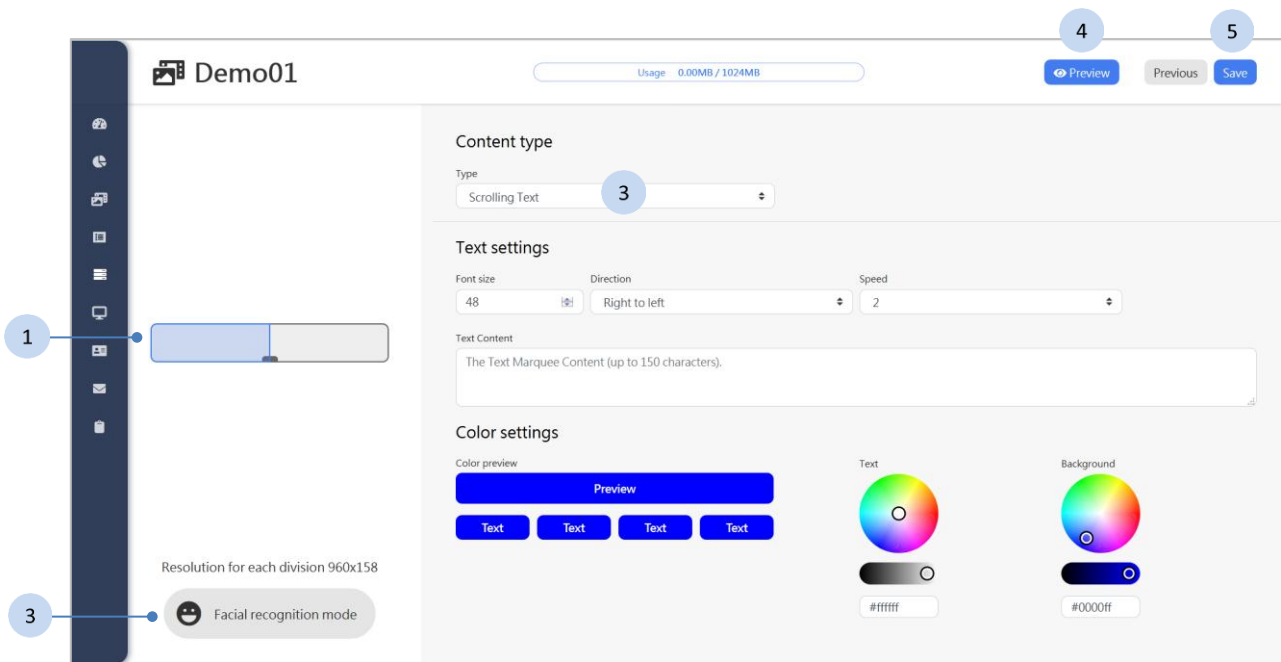 4
5
Demo01
Usage 0.00MB / 1024MB
Preview
Previous
Save
Content type
Type
Scrolling Text
3
Text settings
Font size
Direction
Speed
48
Right to left
2
1
Text Content
The Text Marquee Content (up to 150 characters).
Color settings
Color preview
Text
Background
Preview
Text
Text
Text
Text
Resolution for each division 960x158
3
Facial recognition mode
#ffffff
#0000ff